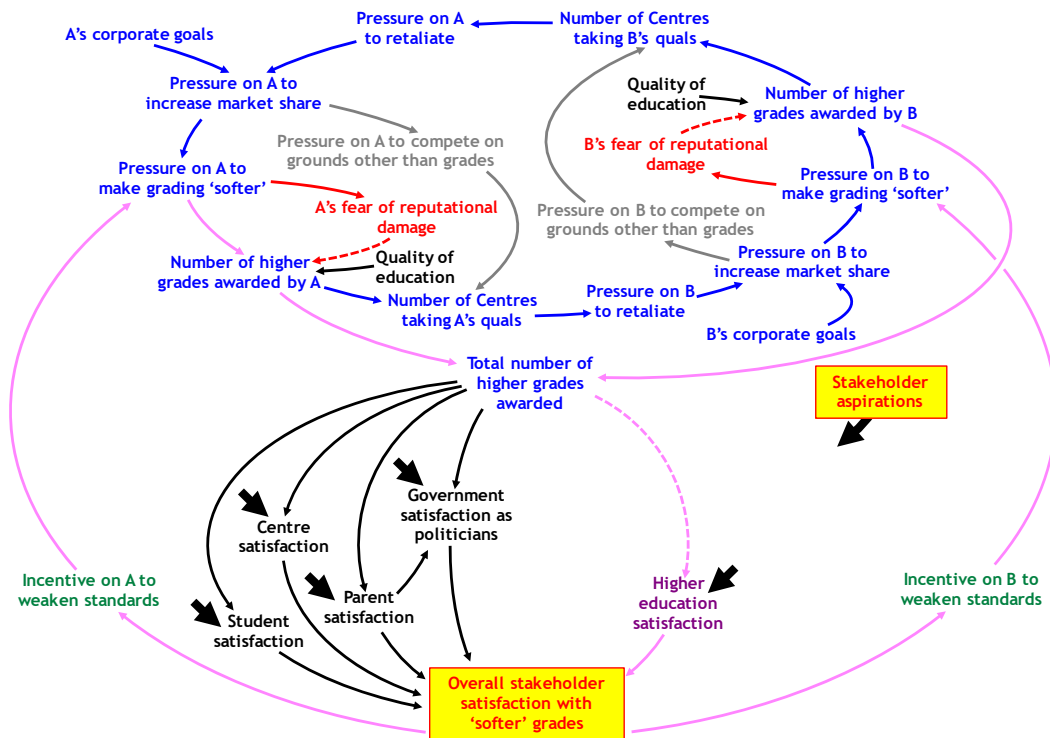 A's corporate goals
Pressure on A
to retaliate
Number of Centres
taking B's quals
Pressure on A to
increase market share
Quality of
education
Number of higher
grades awarded by B
Pressure on A to compete on
grounds other than grades
B's fear of reputational
damage
Pressure on A to
make grading ‘softer’
Pressure on B to
make grading ‘softer’
A's fear of reputational
damage
Pressure on B to compete on
grounds other than grades
Number of higher
grades awarded by A
Quality of
education
Pressure on B to
increase market share
Number of Centres
taking A's quals
Pressure on B
to retaliate
B's corporate goals
Total number of
higher grades
awarded
Stakeholder
aspirations
Government
satisfaction as
politicians
Centre
satisfaction
Incentive on A to
weaken standards
Parent
satisfaction
Student
satisfaction
Higher
education
satisfaction
Incentive on B to
weaken standards
Overall stakeholder
satisfaction with
‘softer’ grades